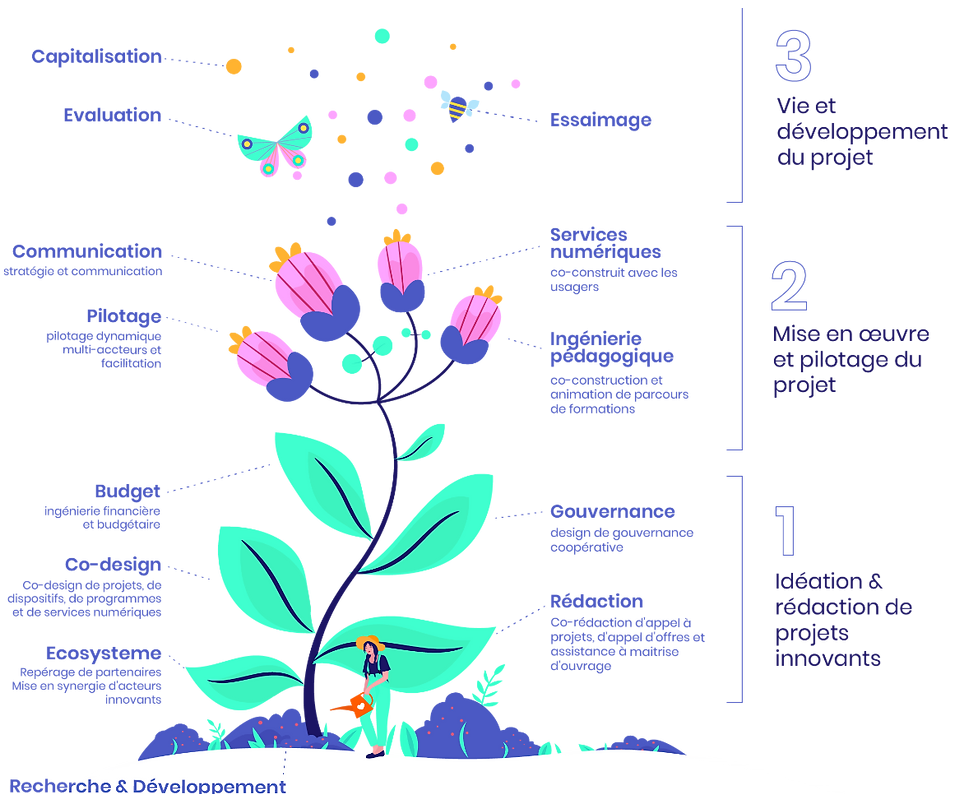 Capitalisation
Evaluation
Essaimage
3
Vie et
développement
du projet
Communication
stratégie et communication
Pilotage
pilotage dynamique
multi-accteurs et
facilitation
Services
numériques
co-construit avec les
usagers
Ingénierie
pédagogique
co-construction et
animation de parcours
de formations
2
Mise en œuvre
et pilotage du
projet
Budget
ingénierie financière
et budgétaire
Co-design
Co-design de projets, de
dispositifs, de programmes
et de services numériques
Ecosysteme
Repérage de partenaires
Mise en synergie d'acteurs
innovants
Gouvernance
design de gouvernance
coopérative
Rédaction
Co-rédaction d'appel à
projets, d'appel d'offres et
assistance à maitrise
d'ouvrage
1
Idéation &
rédaction de
projets
innovants
Recherche & Développement